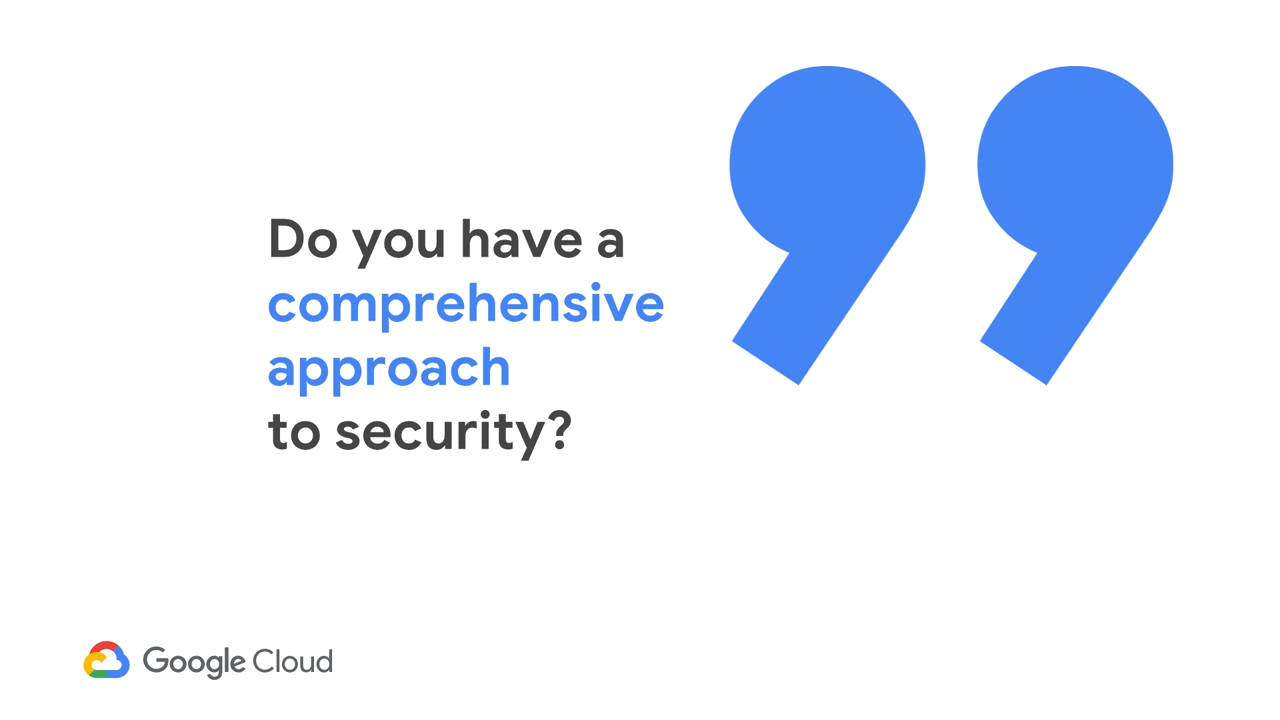 Do you have a
comprehensive
approach
to security?
Google Cloud